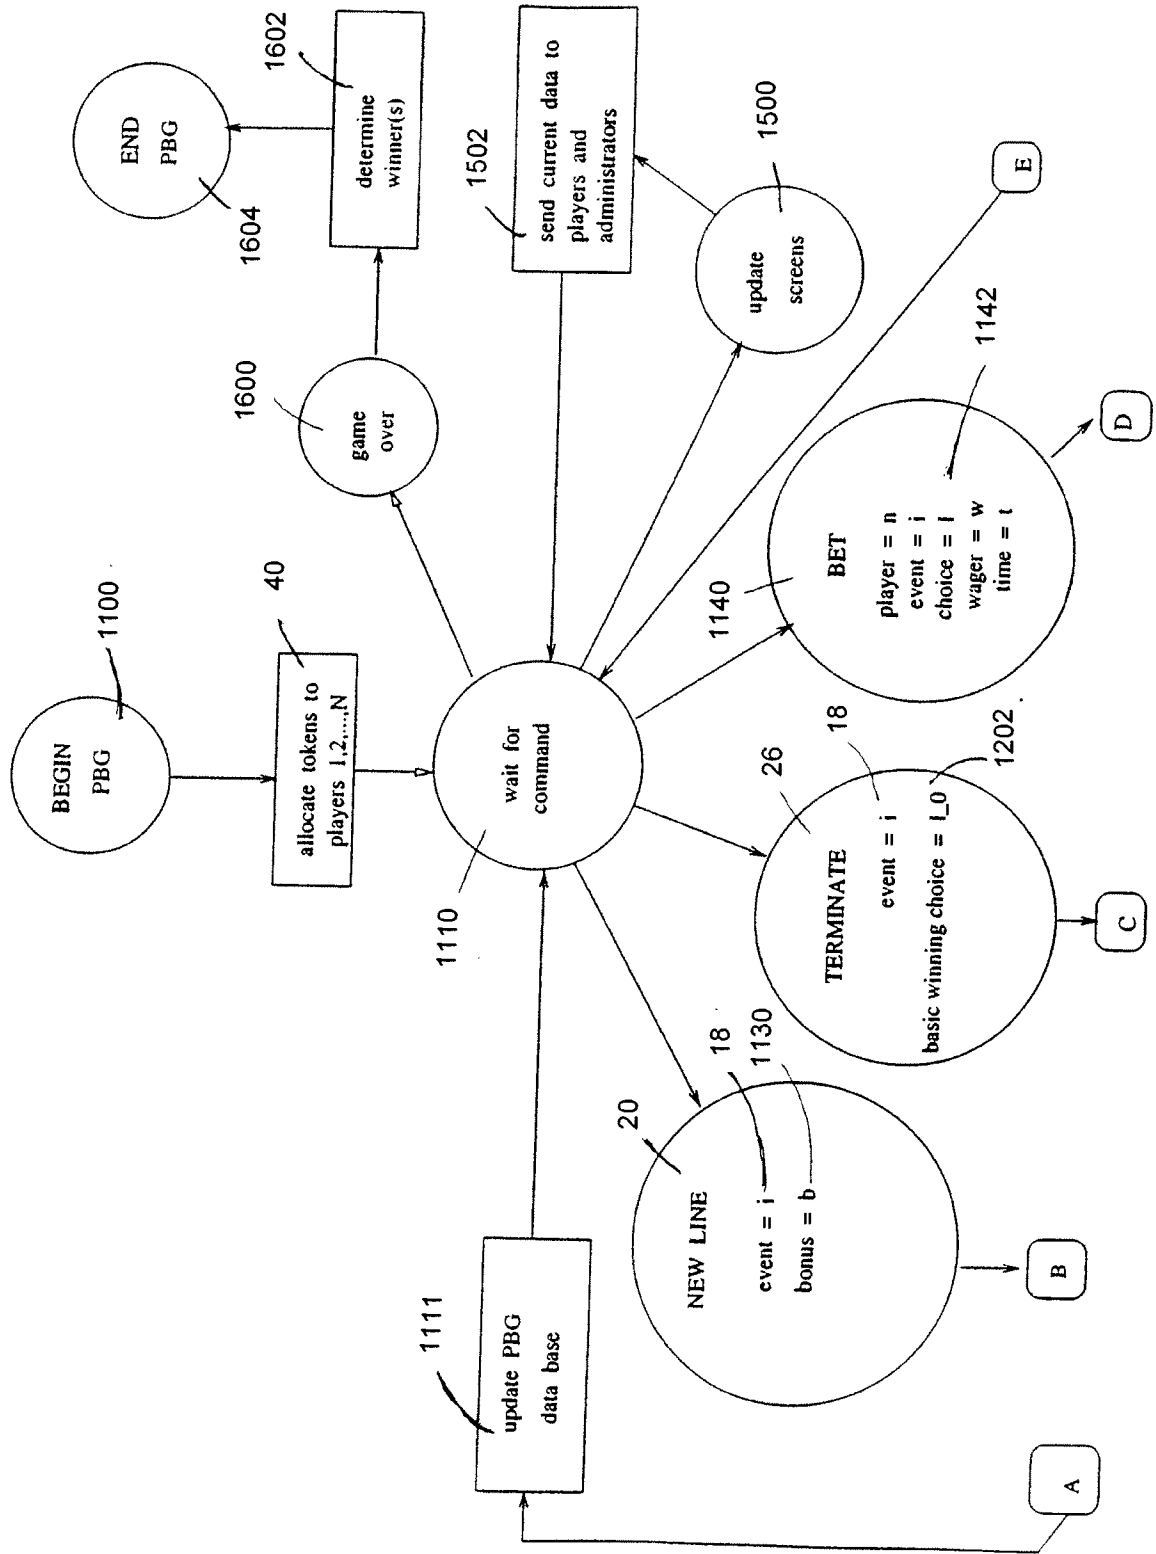 BEGIN
PBG
1100
allocate tokens to
players 1,2,...,N
40
wait for
command
1110
game
over
1600
determine
winner(s)
1602
END
PBG
1604
send current data to
players and
administrators
1502
update
screens
1500
update PBG
data base
1111
NEW LINE
event = i
bonus = b
20
18
1130
TERMINATE
event = i
basic winning choice = l_0
26
18
1202
BET
player = n
event = i
choice = l
wager = w
time = t
1140
1142
A
B
C
D
E